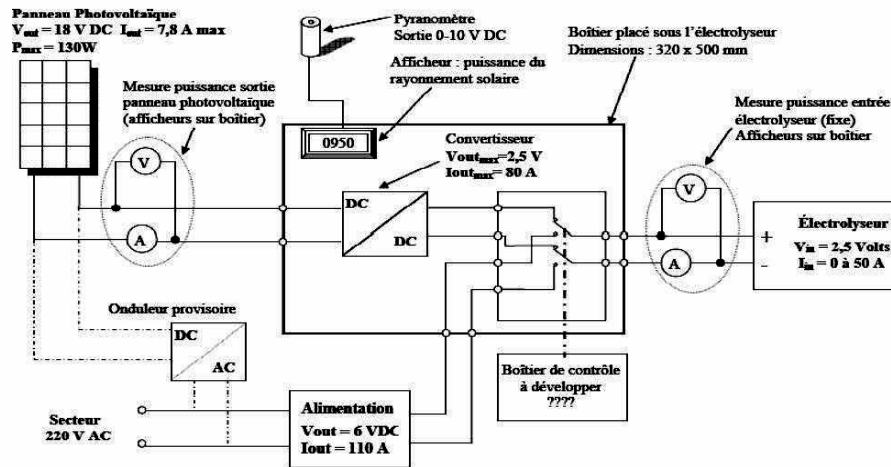 Panneau Photovoltaïque
Vout = 18 V DC  Iout = 7,8 A max
Pmax = 130W
Pyranomètre
Sortie 0-10 V DC
Afficheur : puissance du
rayonnement solaire
Boîtier placé sous l'électrolyseur
Dimensions : 320 x 500 mm
Mesure puissance sortie
panneau photovoltaïque
(afficheurs sur boîtier)
Mesure puissance entrée
électrolyseur (fixe)
Afficheurs sur boîtier
0950
Convertisseur
Voutmax=2,5 V
Ioutmax= 80 A
V
A
DC
DC
V
A
+
-
Électrolyseur
Vin = 2,5 Volts
Iin = 0 à 50 A
Onduleur provisoire
DC
AC
Boîtier de contrôle
à développer
????
Secteur
220 V AC
Alimentation
Vout = 6 VDC
Iout = 110 A